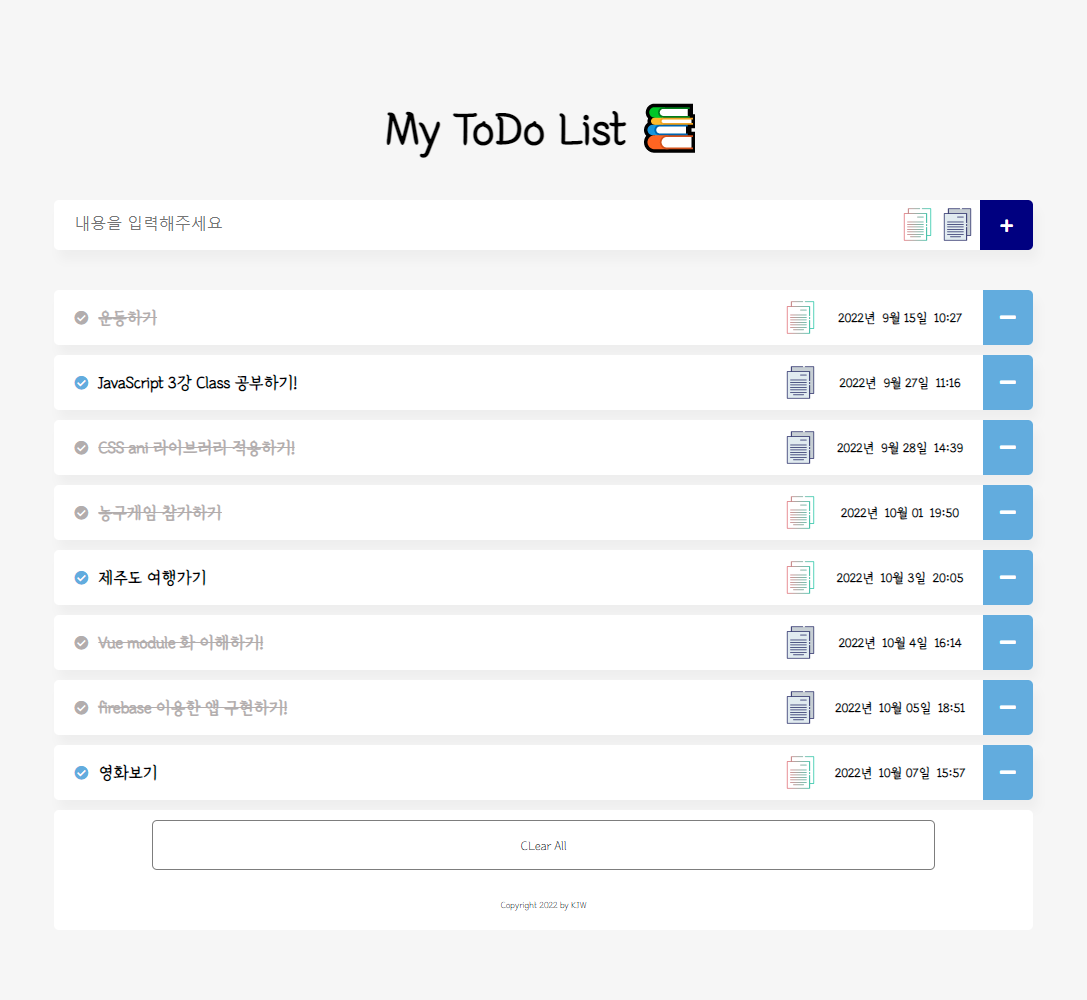 My ToDo List
내용을 입력해주세요
운동하기 2022년 9월 15일 10:27
JavaScript 3강 Class 공부하기! 2022년 9월 27일 11:16
CSS ani 라이브러리 적용하기! 2022년 9월 28일 14:39
농구게임 참가하기 2022년 10월 01 19:50
제주도 여행가기 2022년 10월 3일 20:05
Vue module 화 이해하기! 2022년 10월 4일 16:14
firebase 이용한 앱 구현하기! 2022년 10월 05일 18:51
영화보기 2022년 10월 07일 15:57
CLear All
Copyright 2022 by KJW